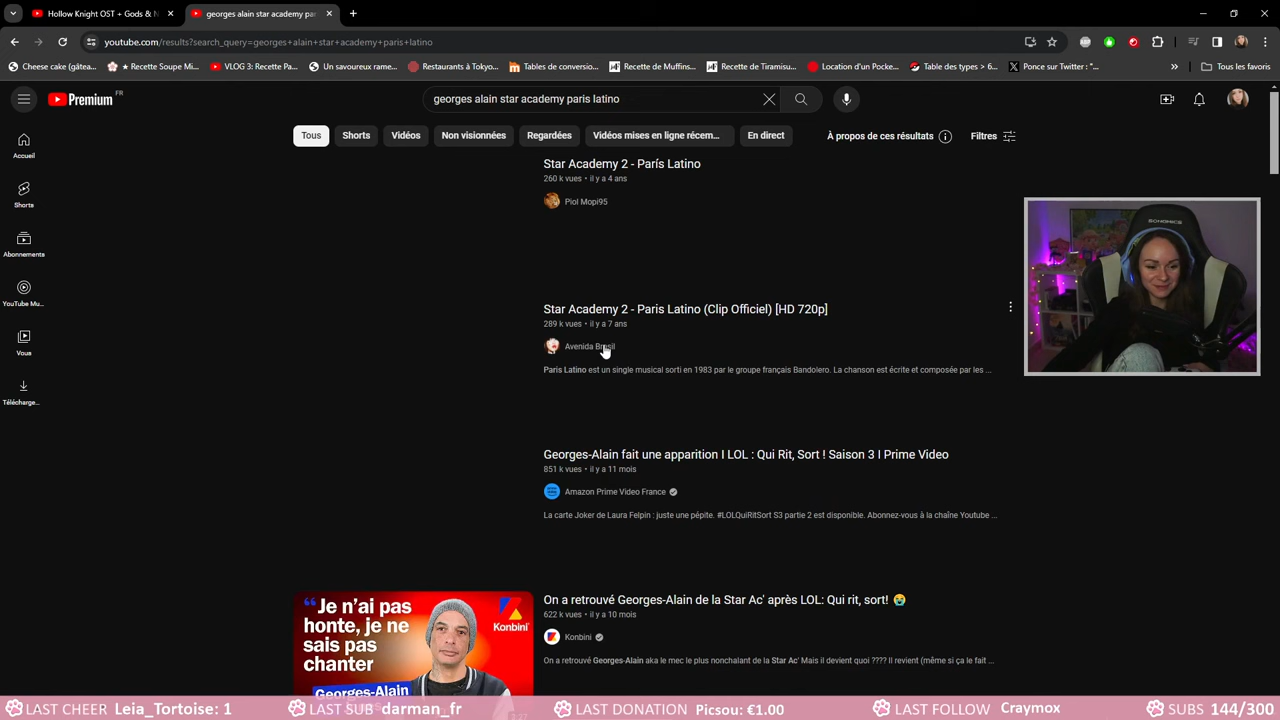 Hollow Knight OST + Gods & N
georges alain star academy par
youtube.com/results?search_query=georges+alain+star+academy+paris+latino
Cheese cake (gâtea...
★ Recette Soupe Mi...
VLOG 3: Recette Pa...
Un savoureux rame...
Restaurants à Tokyo...
Tables de conversio...
Recette de Muffins...
Recette de Tiramisu...
Location d'un Pocke...
Table des types > 6...
Ponce sur Twitter : "...
»
Tous les favoris
Premium FR
georges alain star academy paris latino
Tous
Shorts
Vidéos
Non visionnées
Regardées
Vidéos mises en ligne récem...
En direct
À propos de ces résultats
Filtres
Accueil
Shorts
Abonnements
YouTube Mu...
Vous
Télécharge...
Star Academy 2 - París Latino
260 k vues • il y a 4 ans
Piol Mopi95
SONOMICS
Star Academy 2 - Paris Latino (Clip Officiel) [HD 720p]
289 k vues • il y a 7 ans
Avenida Brasil
Paris Latino est un single musical sorti en 1983 par le groupe français Bandolero. La chanson est écrite et composée par les ...
Georges-Alain fait une apparition I LOL : Qui Rit, Sort ! Saison 3 I Prime Video
851 k vues • il y a 11 mois
Amazon Prime Video France
La carte Joker de Laura Felpin : juste une pépite. #LOLQuiRitSort S3 partie 2 est disponible. Abonnez-vous à la chaîne Youtube ...
"Je n'ai pas
honte, je ne
sais pas
chanter
Georges-Alain
Konbini
On a retrouvé Georges-Alain de la Star Ac' après LOL: Qui rit, sort! 😭
622 k vues • il y a 10 mois
Konbini
On a retrouvé Georges-Alain aka le mec le plus nonchalant de la Star Ac' Mais il devient quoi ???? Il revient (même si ça le fait ...
LAST CHEER Leia_Tortoise: 1
LAST SUB darman_fr
LAST DONATION Picsou: €1.00
LAST FOLLOW Craymox
SUBS 144/300